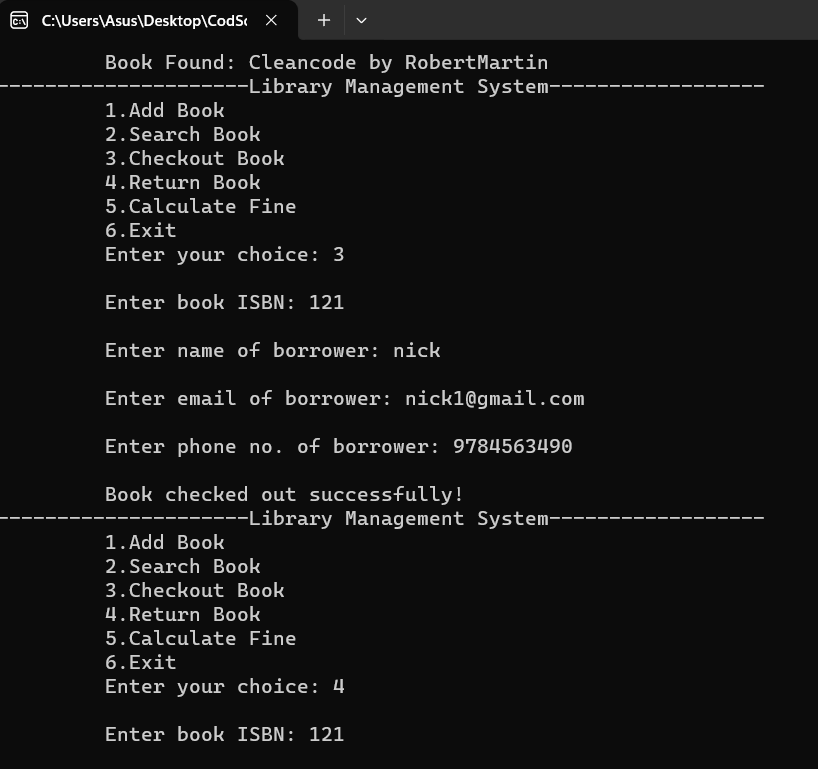 C:\Users\Asus\Desktop\CodSc
Book Found: Cleancode by RobertMartin
---------------------Library Management System------------------
1.Add Book
2.Search Book
3.Checkout Book
4.Return Book
5.Calculate Fine
6.Exit
Enter your choice: 3
Enter book ISBN: 121
Enter name of borrower: nick
Enter email of borrower: nick1@gmail.com
Enter phone no. of borrower: 9784563490
Book checked out successfully!
---------------------Library Management System------------------
1.Add Book
2.Search Book
3.Checkout Book
4.Return Book
5.Calculate Fine
6.Exit
Enter your choice: 4
Enter book ISBN: 121